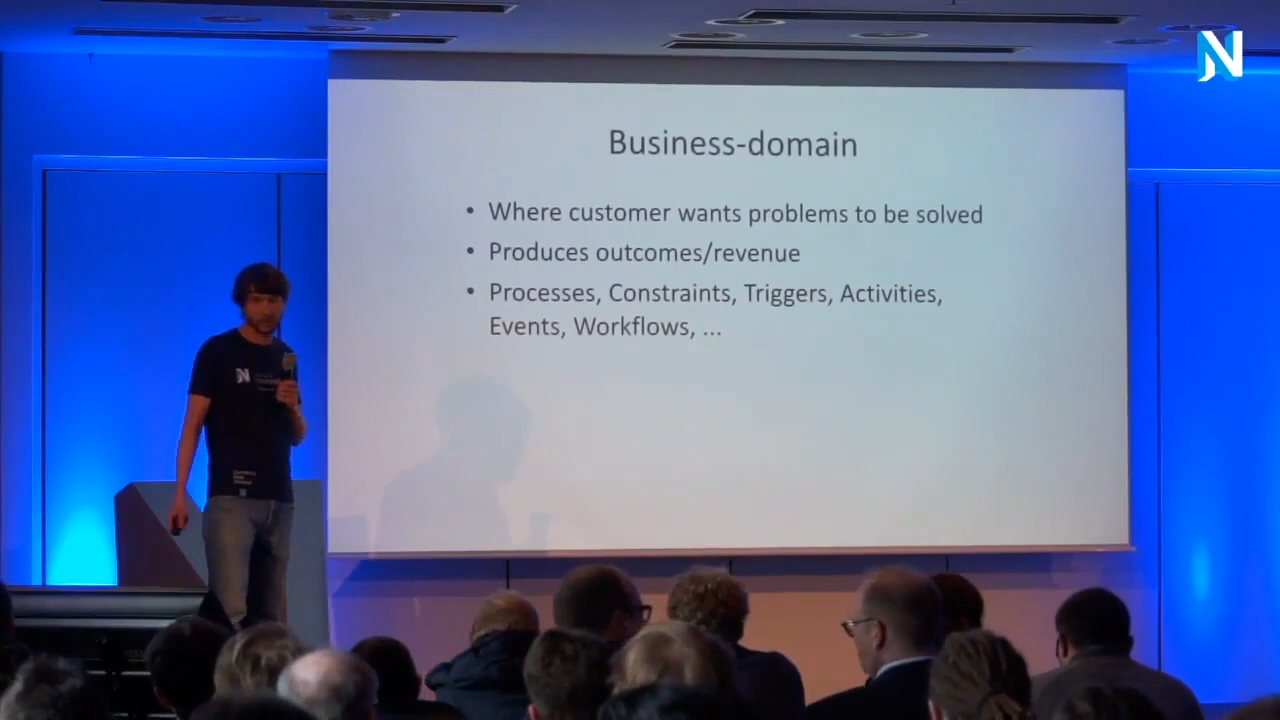 N
Business-domain
• Where customer wants problems to be solved
• Produces outcomes/revenue
• Processes, Constraints, Triggers, Activities,
Events, Workflows, ...
N